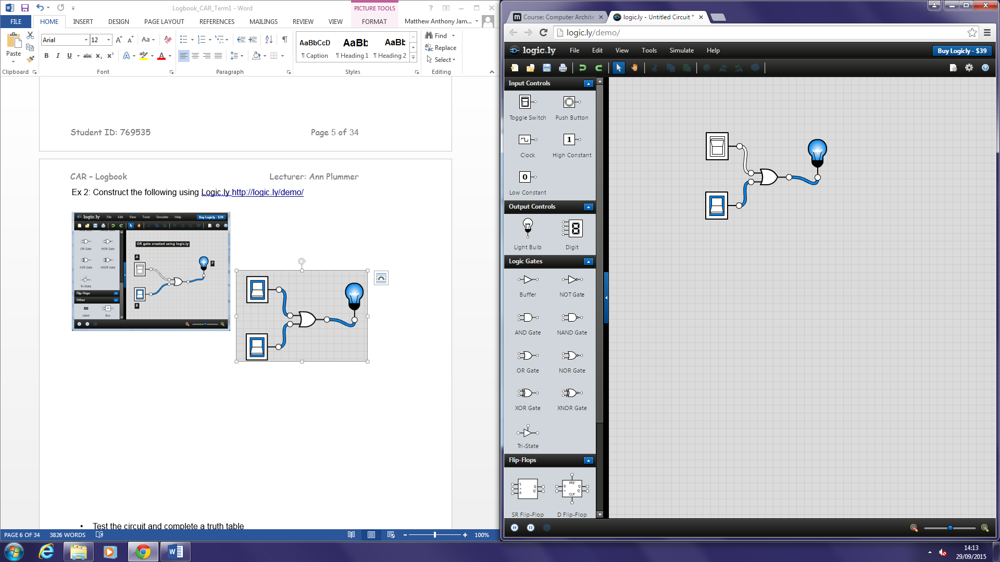 Logbook_CAR_Term1 - Word
PICTURE TOOLS
FILE HOME INSERT DESIGN PAGE LAYOUT REFERENCES MAILINGS REVIEW VIEW FORMAT Matthew Anthony Jam...
Paste
Arial 12
AaBbCcD AaBb AaBb
¶ Caption ¶ Heading 1 ¶ Heading 2
Find
Replace
Select
Clipboard Font Paragraph Styles Editing
Student ID: 769535 Page 5 of 34
CAR – Logbook Lecturer: Ann Plummer
Ex 2: Construct the following using Logic.ly http://logic.ly/demo/
logic.ly File Edit View Tools Simulate Help Buy Logicly - $39
OR gate created using logic.ly
OR Gate NOR Gate
XOR Gate XNOR Gate
Tri-State
Flip-Flops
Other
Label Bus
A
B
F
• Test the circuit and complete a truth table
PAGE 6 OF 34 3826 WORDS 100%
Course: Computer Archite
logic.ly - Untitled Circuit *
logic.ly/demo/
logic.ly File Edit View Tools Simulate Help Buy Logicly - $39
Input Controls
Toggle Switch Push Button
1
Clock High Constant
0
Low Constant
Output Controls
Light Bulb Digit
Logic Gates
Buffer NOT Gate
AND Gate NAND Gate
OR Gate NOR Gate
XOR Gate XNOR Gate
Tri-State
Flip-Flops
S > R Q Q'
PRE' D > Q Q' CLR'
SR Flip-Flop D Flip-Flop
14:13
29/09/2015